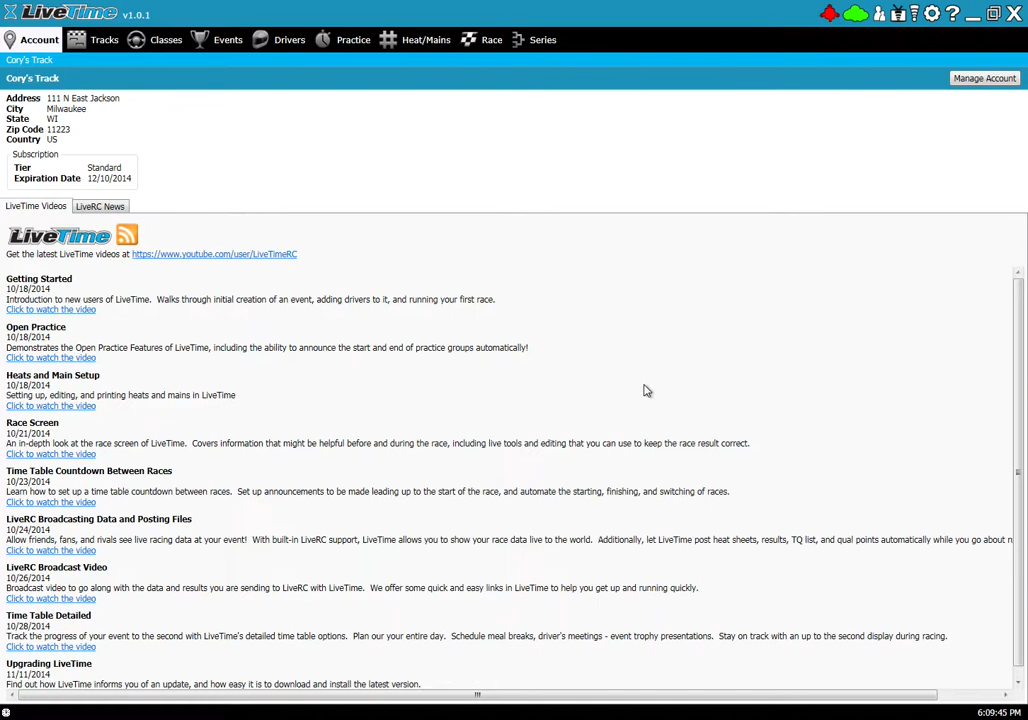 LiveTime v1.0.1
Account Tracks Classes Events Drivers Practice Heat/Mains Race Series
Cory's Track
Cory's Track Manage Account
Address 111 N East Jackson
City Milwaukee
State WI
Zip Code 11223
Country US
Subscription
Tier Standard
Expiration Date 12/10/2014
LiveTime Videos LiveRC News
LiveTime
Get the latest LiveTime videos at https://www.youtube.com/user/LiveTimeRC
Getting Started
10/18/2014
Introduction to new users of LiveTime. Walks through initial creation of an event, adding drivers to it, and running your first race.
Click to watch the video
Open Practice
10/18/2014
Demonstrates the Open Practice Features of LiveTime, including the ability to announce the start and end of practice groups automatically!
Click to watch the video
Heats and Main Setup
10/18/2014
Setting up, editing, and printing heats and mains in LiveTime
Click to watch the video
Race Screen
10/21/2014
An in-depth look at the race screen of LiveTime. Covers information that might be helpful before and during the race, including live tools and editing that you can use to keep the race result correct.
Click to watch the video
Time Table Countdown Between Races
10/23/2014
Learn how to set up a time table countdown between races. Set up announcements to be made leading up to the start of the race, and automate the starting, finishing, and switching of races.
Click to watch the video
LiveRC Broadcasting Data and Posting Files
10/24/2014
Allow friends, fans, and rivals see live racing data at your event! With built-in LiveRC support, LiveTime allows you to show your race data live to the world. Additionally, let LiveTime post heat sheets, results, TQ list, and qual points automatically while you go about n
Click to watch the video
LiveRC Broadcast Video
10/26/2014
Broadcast video to go along with the data and results you are sending to LiveRC with LiveTime. We offer some quick and easy links in LiveTime to help you get up and running quickly.
Click to watch the video
Time Table Detailed
10/28/2014
Track the progress of your event to the second with LiveTime's detailed time table options. Plan our your entire day. Schedule meal breaks, driver's meetings - event trophy presentations. Stay on track with an up to the second display during racing.
Click to watch the video
Upgrading LiveTime
11/11/2014
Find out how LiveTime informs you of an update, and how easy it is to download and install the latest version.
6:09:45 PM